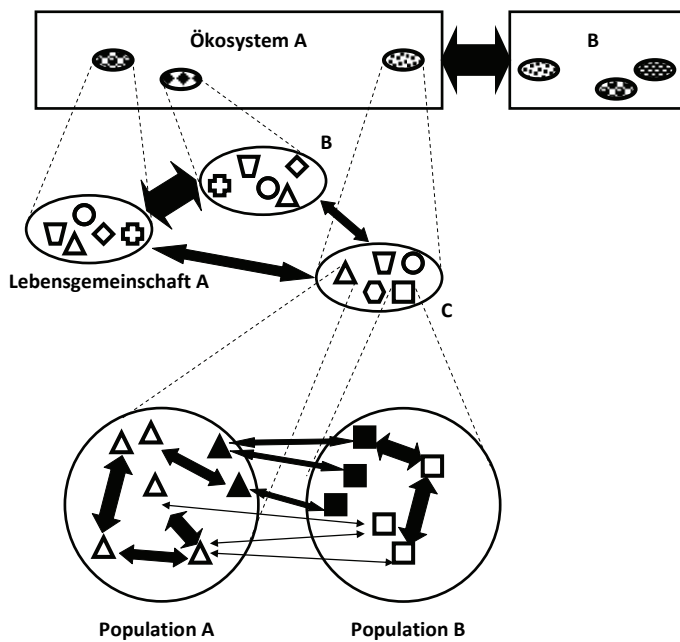 Ökosystem A
B
B
Lebensgemeinschaft A
C
Population A
Population B